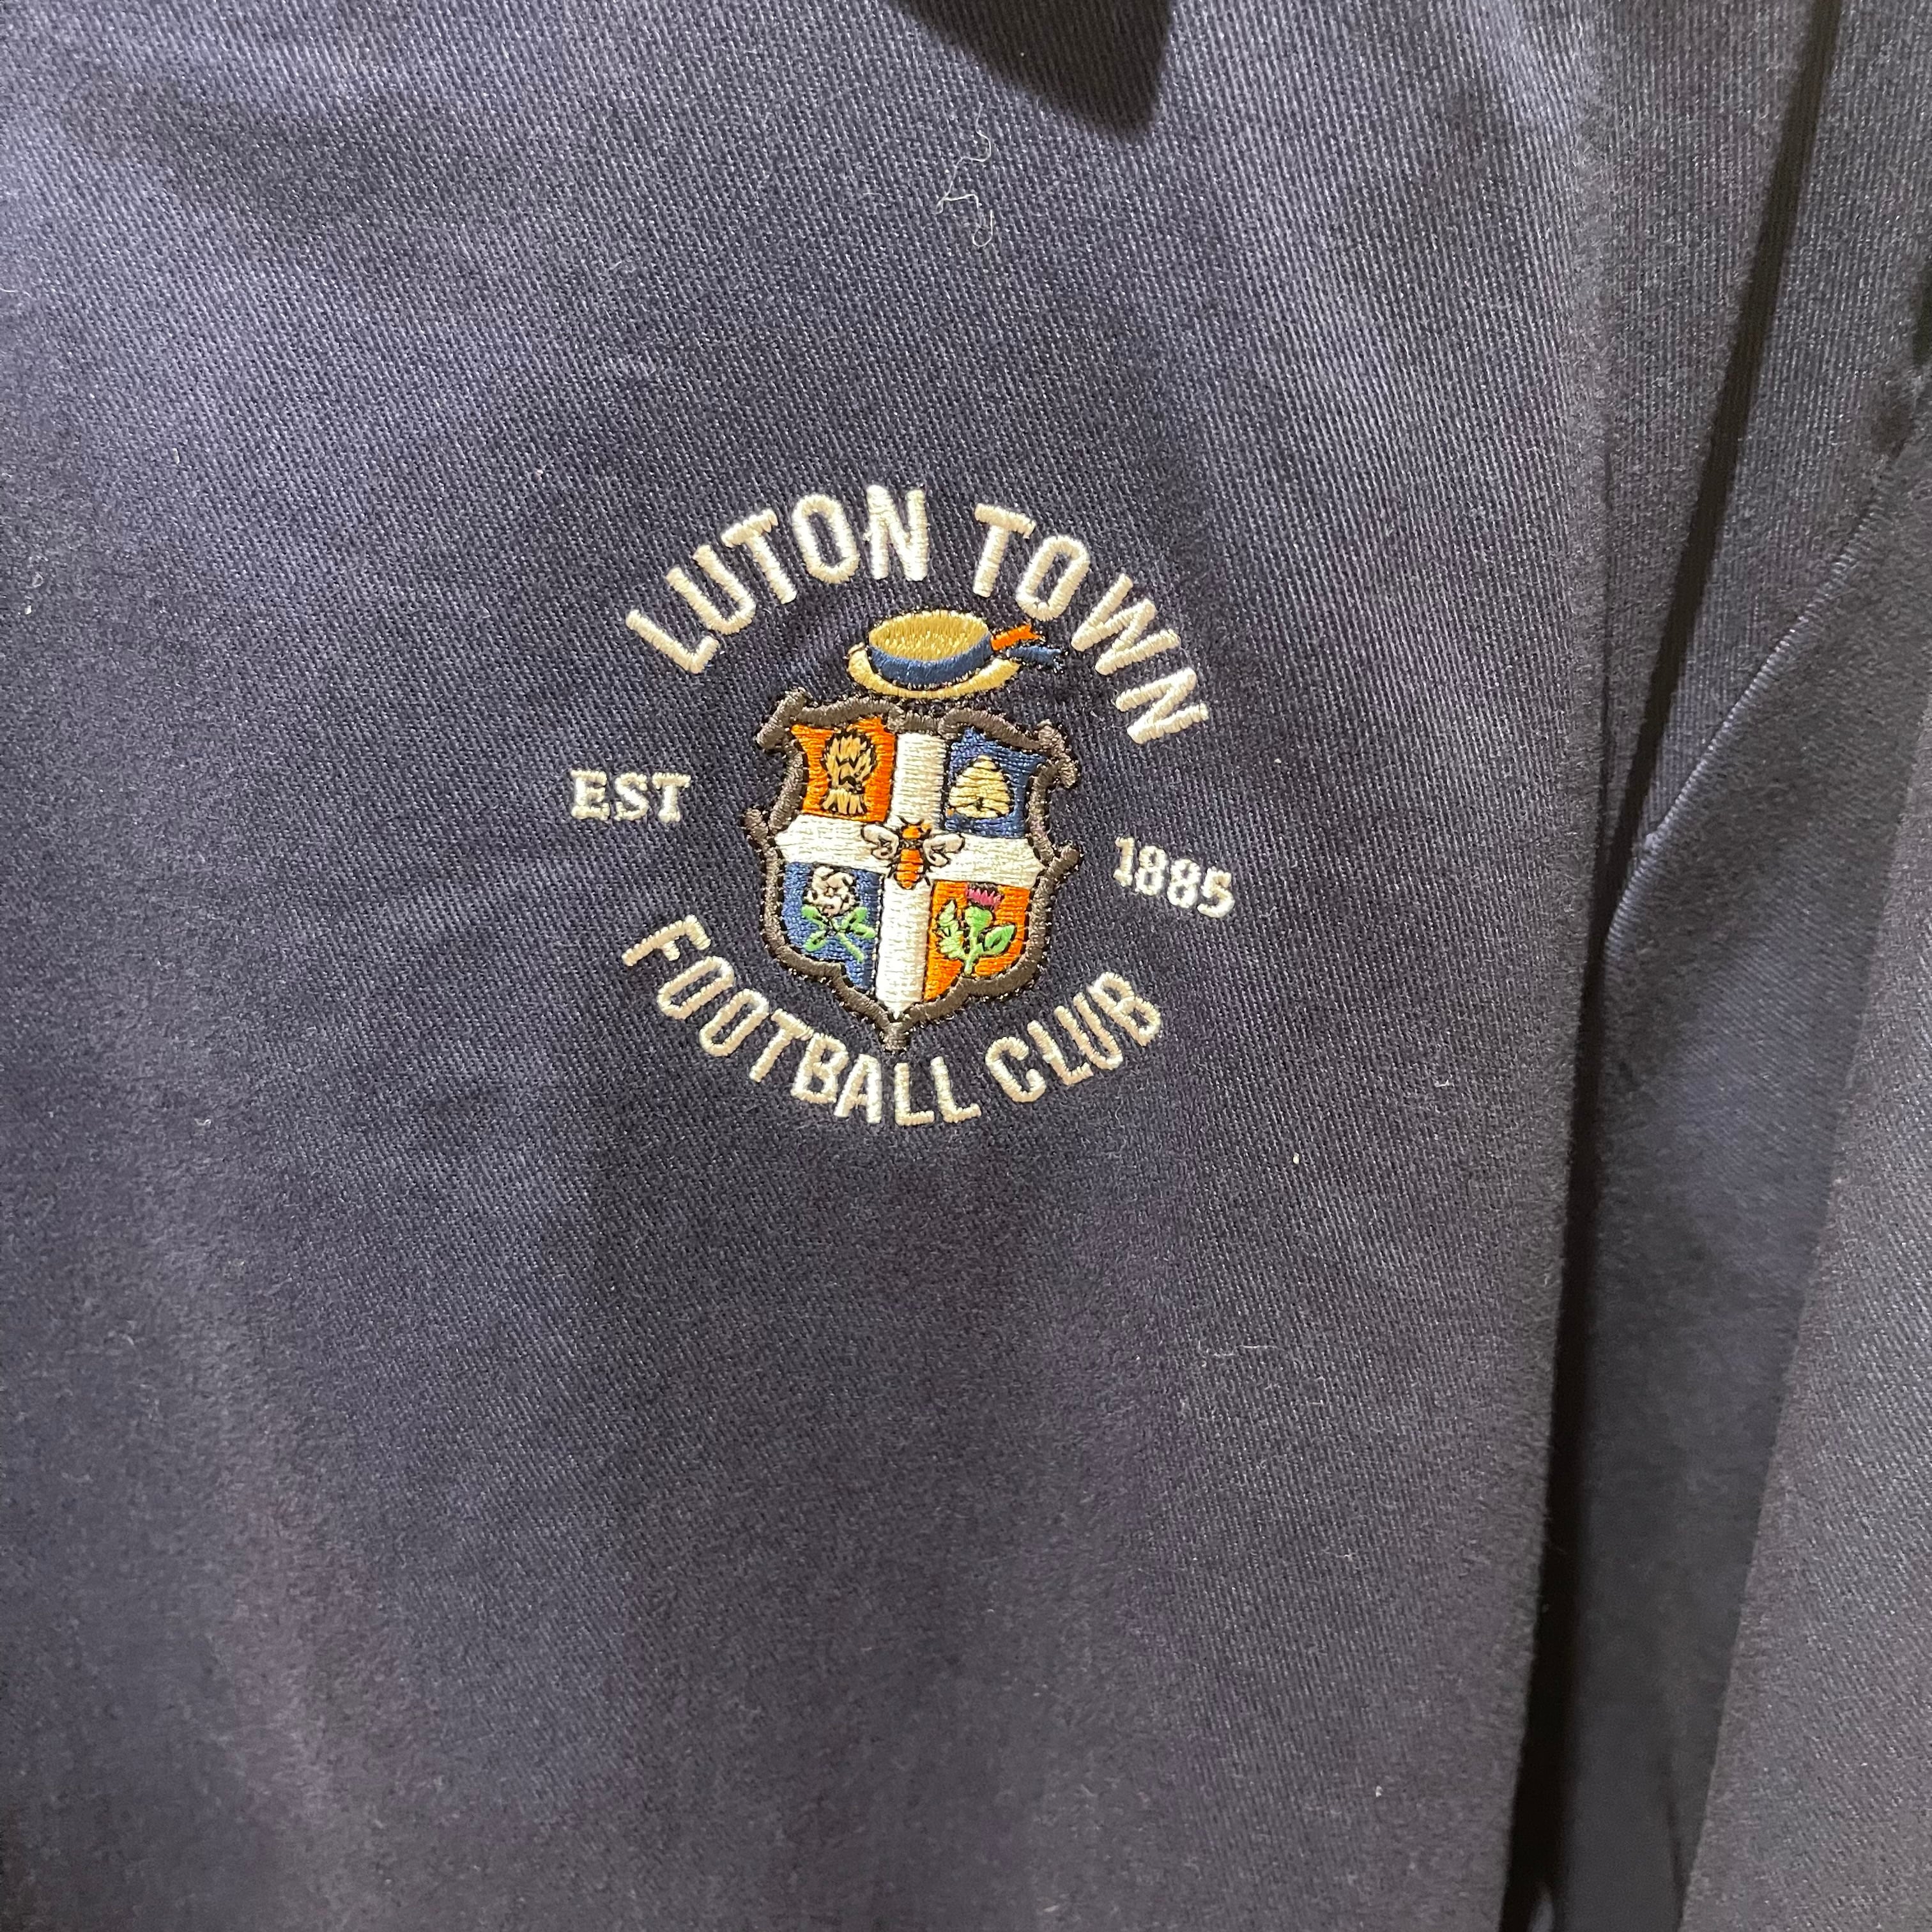 LUTON TOWN
EST
1885
FOOTBALL CLUB